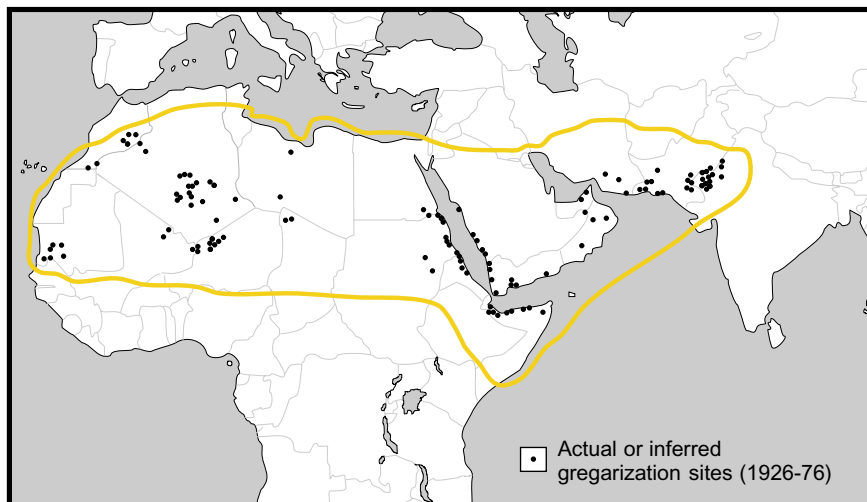 Actual or inferred
gregarization sites (1926-76)